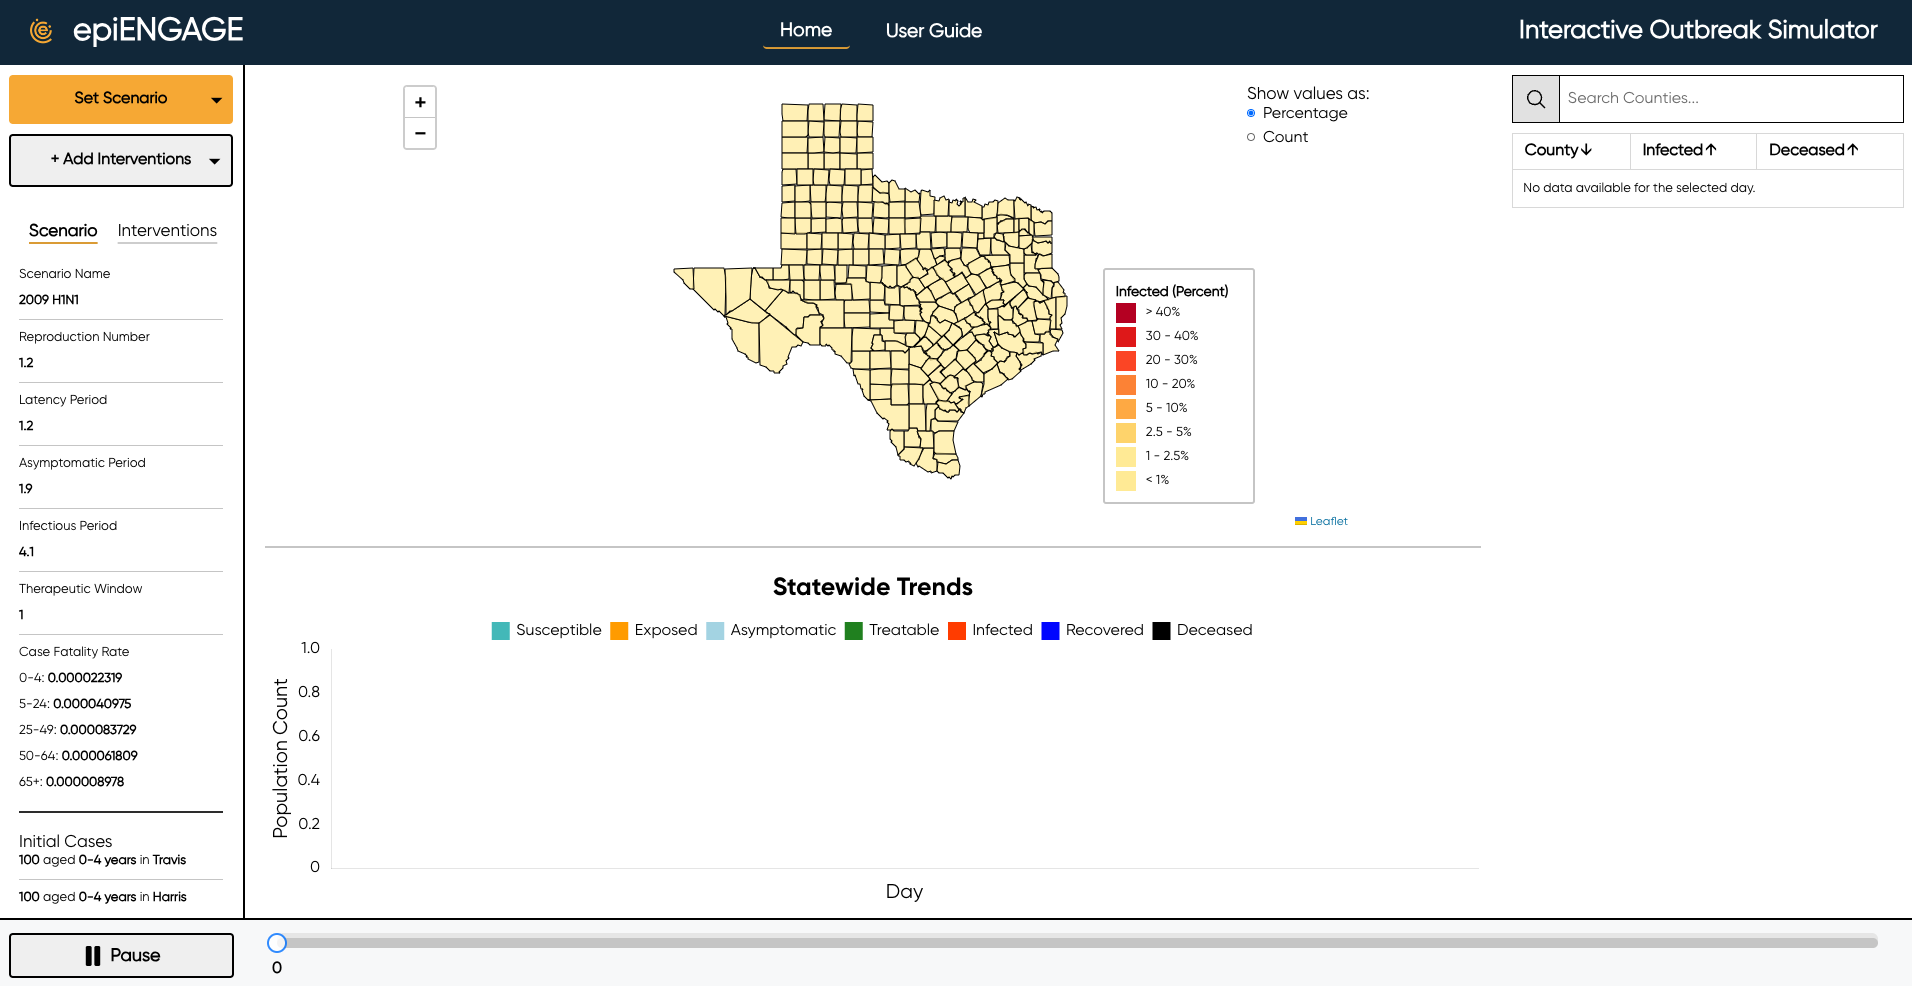 epiENGAGE
Home
User Guide
Interactive Outbreak Simulator
Set Scenario
+ Add Interventions
Scenario
Interventions
Scenario Name
2009 H1N1
Reproduction Number
1.2
Latency Period
1.2
Asymptomatic Period
1.9
Infectious Period
4.1
Therapeutic Window
1
Case Fatality Rate
0-4: 0.000022319
5-24: 0.000040975
25-49: 0.000083729
50-64: 0.000061809
65+: 0.000008978
Initial Cases
100 aged 0-4 years in Travis
100 aged 0-4 years in Harris
Pause
+
−
Show values as:
Percentage
Count
Infected (Percent)
> 40%
30 - 40%
20 - 30%
10 - 20%
5 - 10%
2.5 - 5%
1 - 2.5%
< 1%
Leaflet
Statewide Trends
Susceptible
Exposed
Asymptomatic
Treatable
Infected
Recovered
Deceased
Population Count
1.0
0.8
0.6
0.4
0.2
0
Day
0
Search Counties...
County↓
Infected↑
Deceased↑
No data available for the selected day.